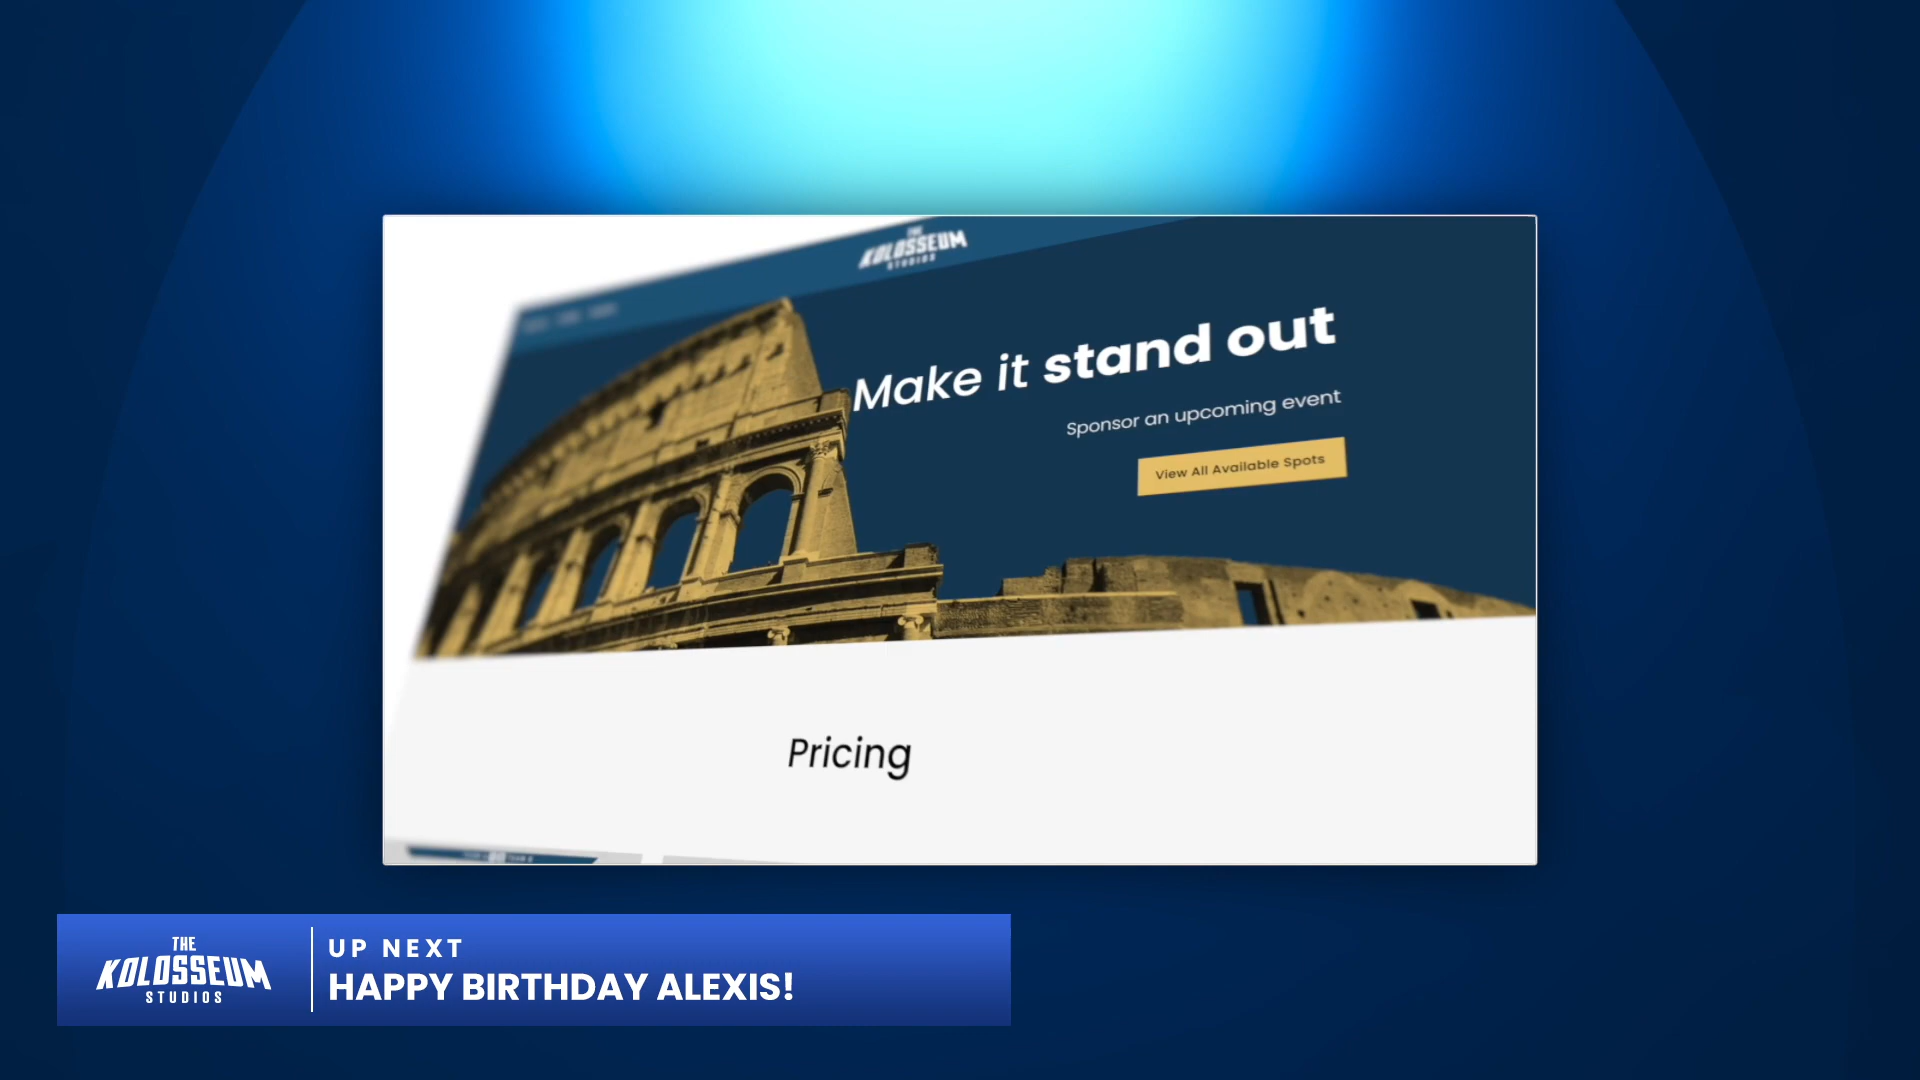 THE
KOLOSSEUM
STUDIOS
Make it stand out
Sponsor an upcoming event
View All Available Spots
Pricing
THE
KOLOSSEUM
STUDIOS
UP NEXT
HAPPY BIRTHDAY ALEXIS!